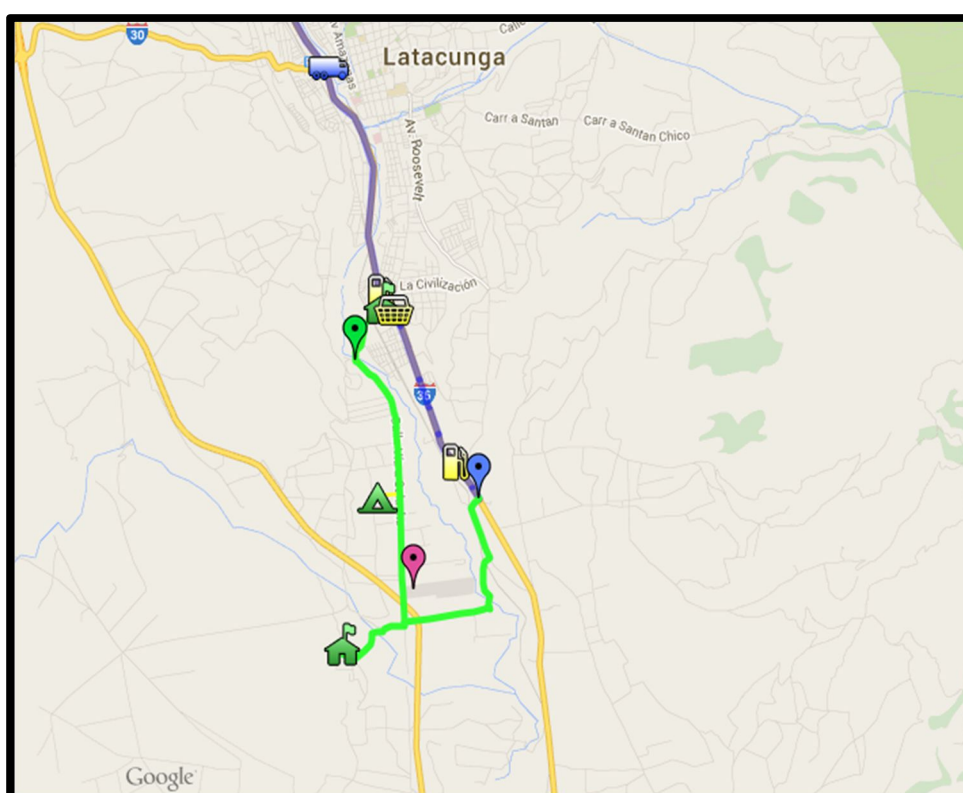 30
Av Amazonas
Calle
Latacunga
Carr a Santan
Carr a Santan Chico
Av. Roosevelt
La Civilización
35
Google